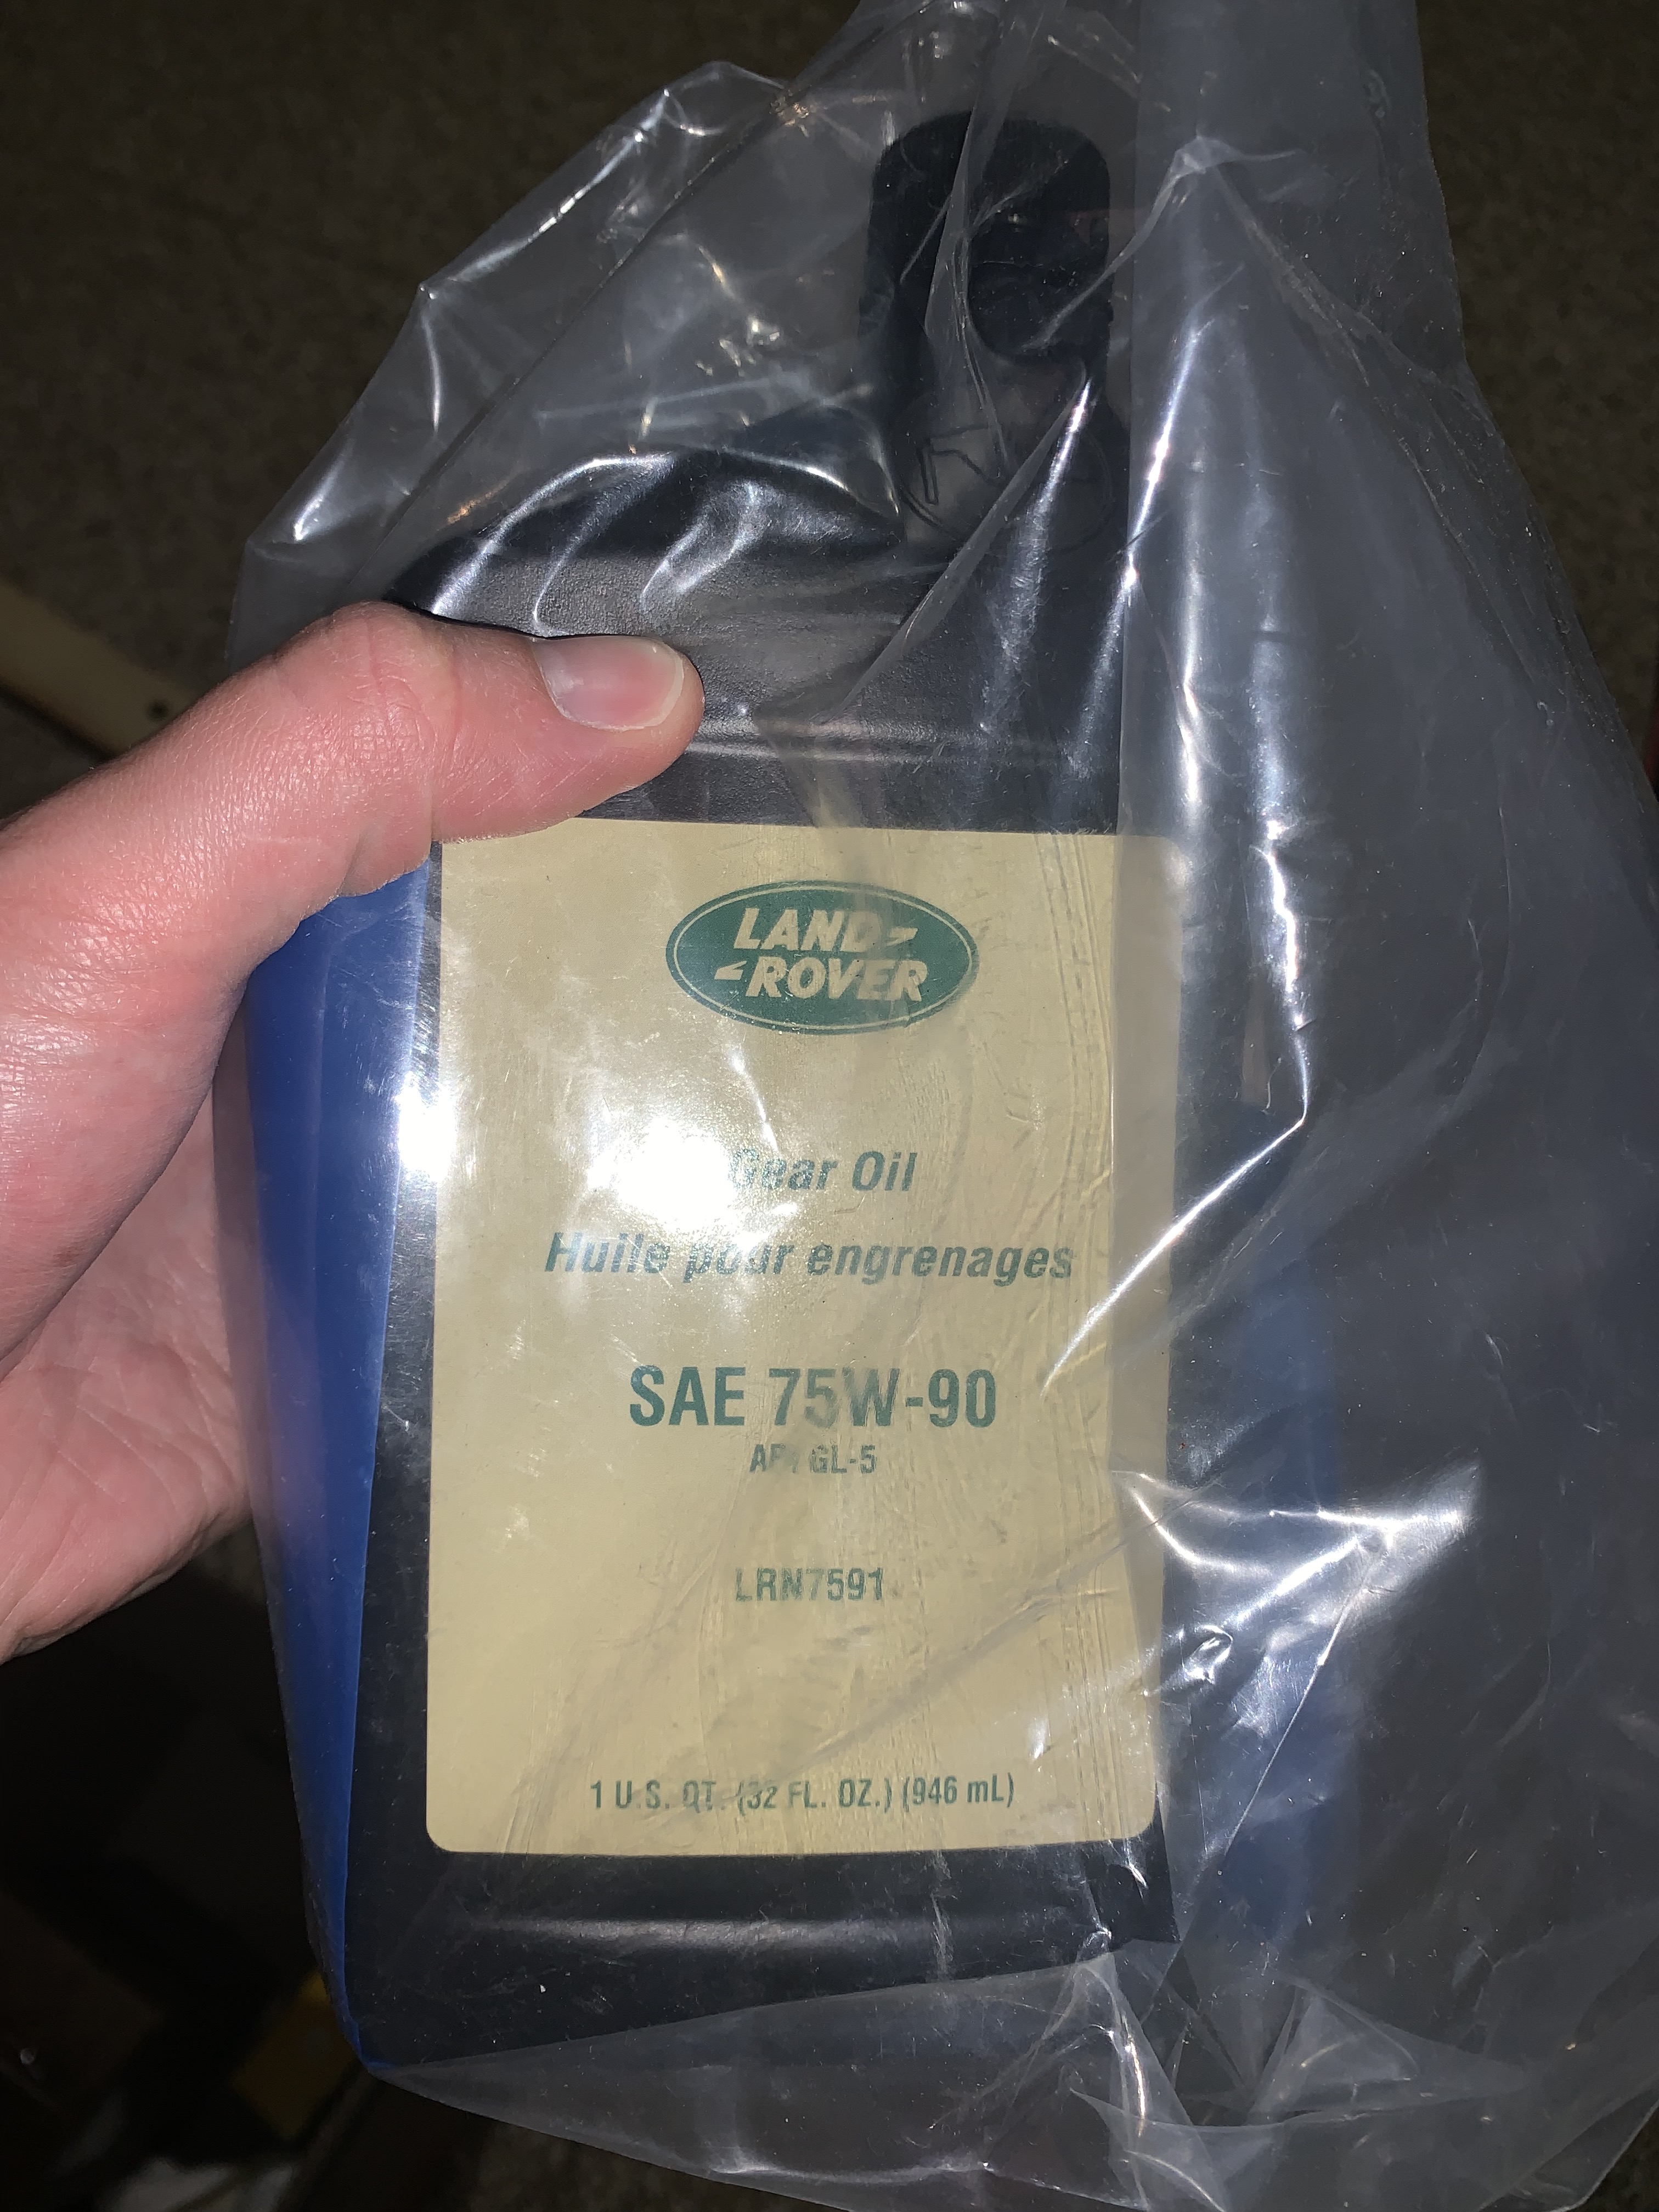 LAND
ROVER
Gear Oil
Huile pour engrenages
SAE 75W-90
API GL-5
LRN7591
1 U.S. QT. (32 FL. OZ.) (946 mL)